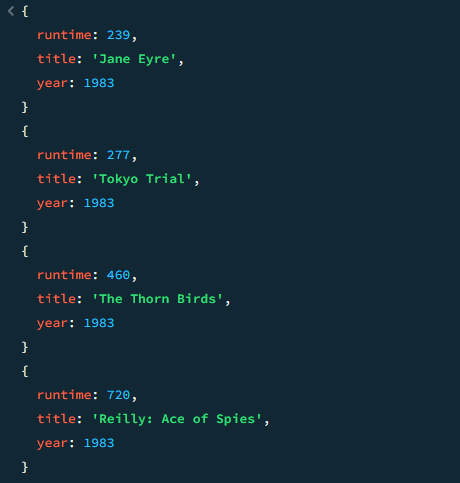 {
runtime: 239,
title: 'Jane Eyre',
year: 1983
}
{
runtime: 277,
title: 'Tokyo Trial',
year: 1983
}
{
runtime: 460,
title: 'The Thorn Birds',
year: 1983
}
{
runtime: 720,
title: 'Reilly: Ace of Spies',
year: 1983
}